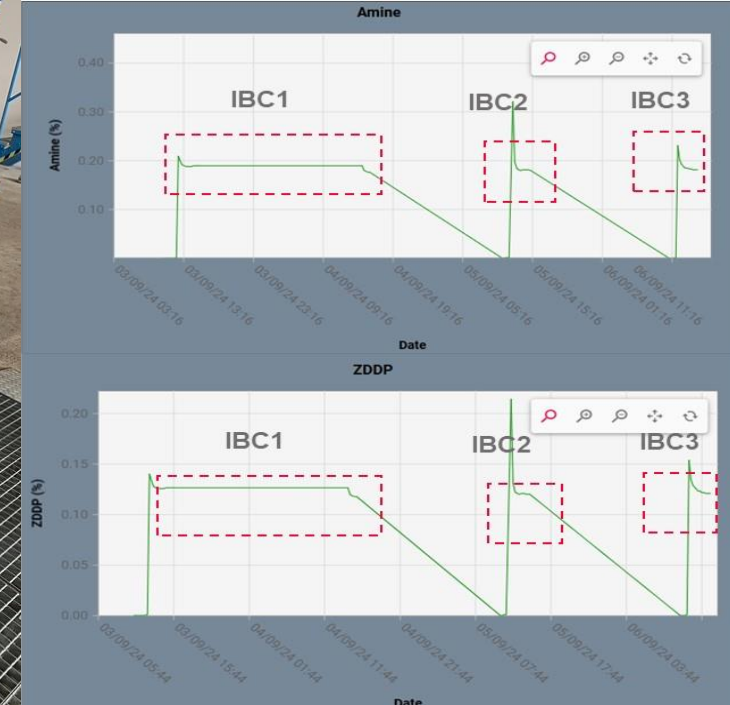 Amine
0.40
0.30
0.20
0.10
Amine (%)
IBC1
IBC2
IBC3
03/09/24 03:16
03/09/24 13:16
03/09/24 23:16
04/09/24 09:16
04/09/24 19:16
05/09/24 05:16
05/09/24 15:16
06/09/24 01:16
06/09/24 11:16
Date
ZDDP
0.20
0.15
0.10
0.05
0.00
ZDDP (%)
IBC1
IBC2
IBC3
03/09/24 05:44
03/09/24 15:44
04/09/24 01:44
04/09/24 11:44
04/09/24 21:44
05/09/24 07:44
05/09/24 17:44
06/09/24 03:44
Date